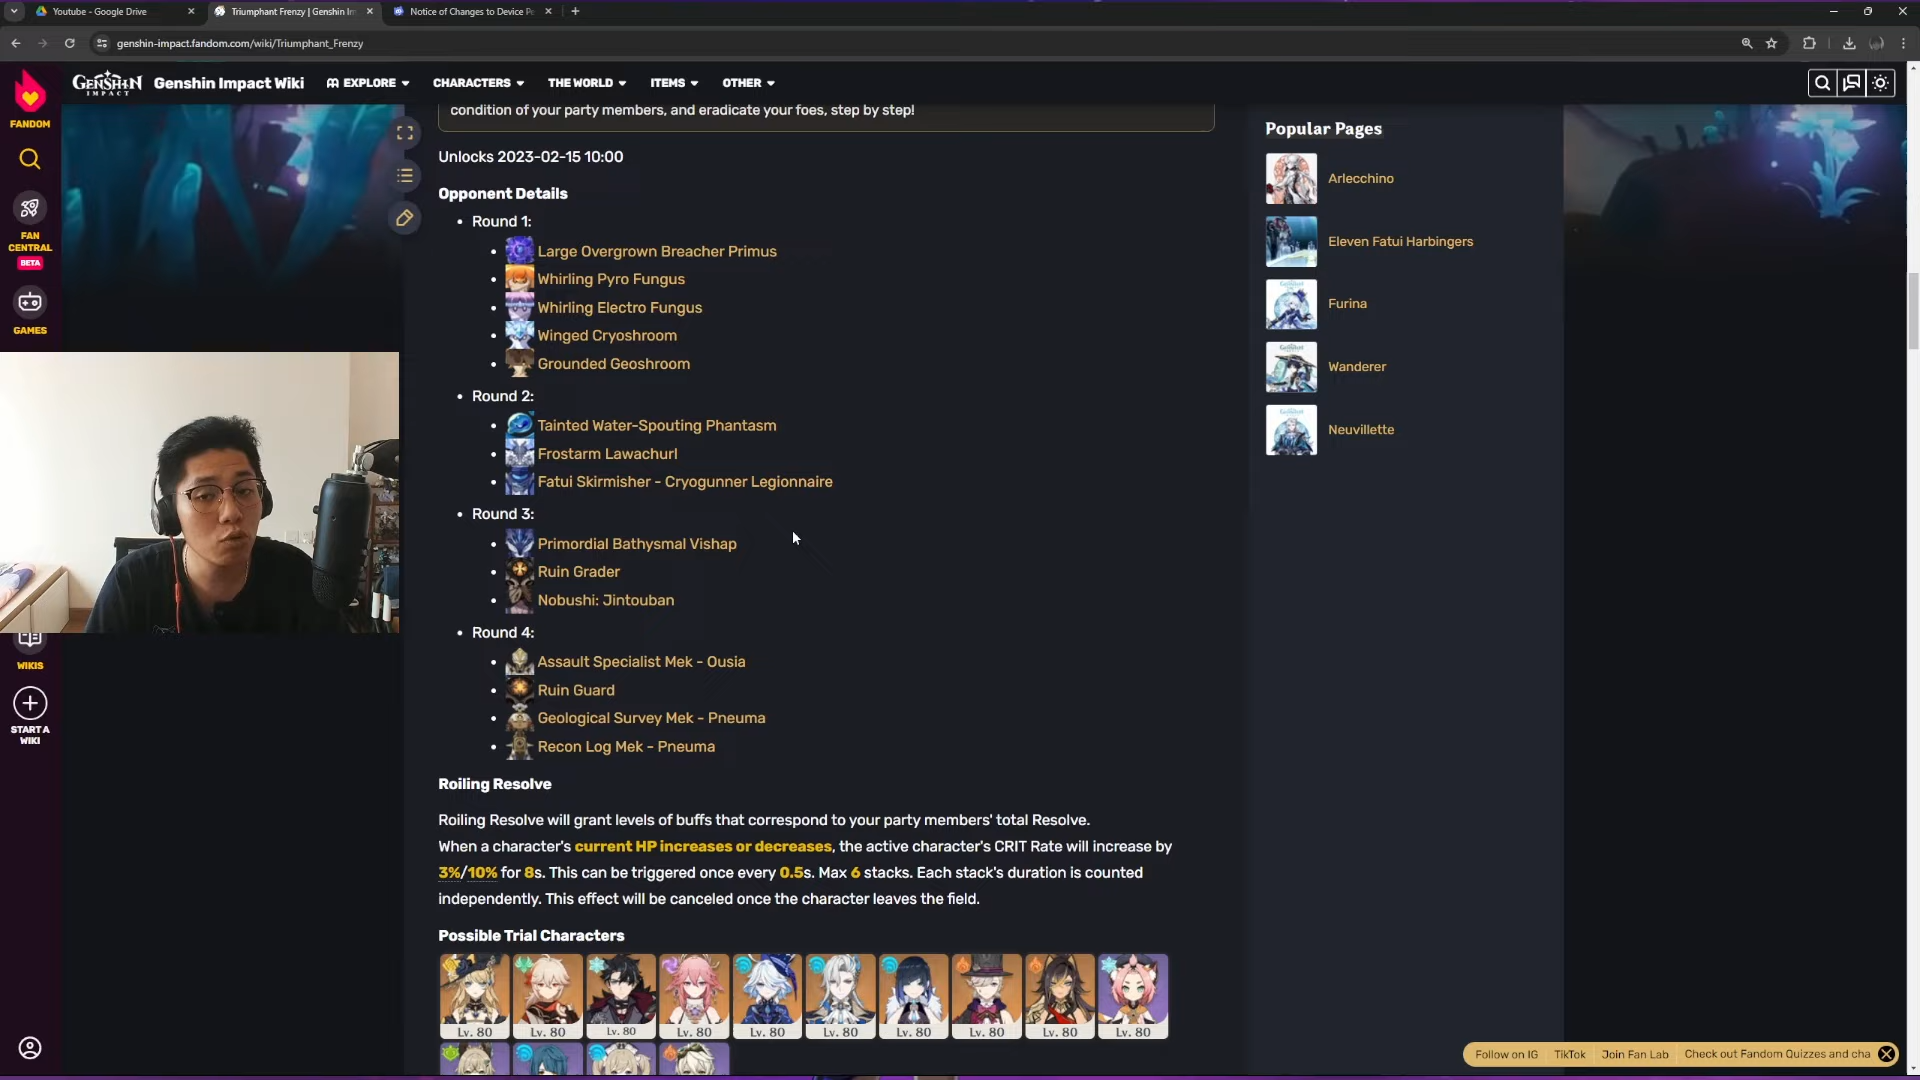 Youtube - Google Drive
Triumphant Frenzy | Genshin Im
Notice of Changes to Device Pe
genshin-impact.fandom.com/wiki/Triumphant_Frenzy
GENSHIN IMPACT
Genshin Impact Wiki
EXPLORE
CHARACTERS
THE WORLD
ITEMS
OTHER
FANDOM
FAN CENTRAL
BETA
GAMES
WIKIS
START A WIKI
condition of your party members, and eradicate your foes, step by step!
Unlocks 2023-02-15 10:00
Opponent Details
Round 1:
Large Overgrown Breacher Primus
Whirling Pyro Fungus
Whirling Electro Fungus
Winged Cryoshroom
Grounded Geoshroom
Round 2:
Tainted Water-Spouting Phantasm
Frostarm Lawachurl
Fatui Skirmisher - Cryogunner Legionnaire
Round 3:
Primordial Bathysmal Vishap
Ruin Grader
Nobushi: Jintouban
Round 4:
Assault Specialist Mek - Ousia
Ruin Guard
Geological Survey Mek - Pneuma
Recon Log Mek - Pneuma
Roiling Resolve
Roiling Resolve will grant levels of buffs that correspond to your party members' total Resolve.
When a character's current HP increases or decreases, the active character's CRIT Rate will increase by
3%/10% for 8s. This can be triggered once every 0.5s. Max 6 stacks. Each stack's duration is counted
independently. This effect will be canceled once the character leaves the field.
Possible Trial Characters
Lv. 80 Lv. 80 Lv. 80 Lv. 80 Lv. 80 Lv. 80 Lv. 80 Lv. 80 Lv. 80 Lv. 80
Popular Pages
Arlecchino
Eleven Fatui Harbingers
Furina
Wanderer
Neuvillette
Follow on IG TikTok Join Fan Lab Check out Fandom Quizzes and cha